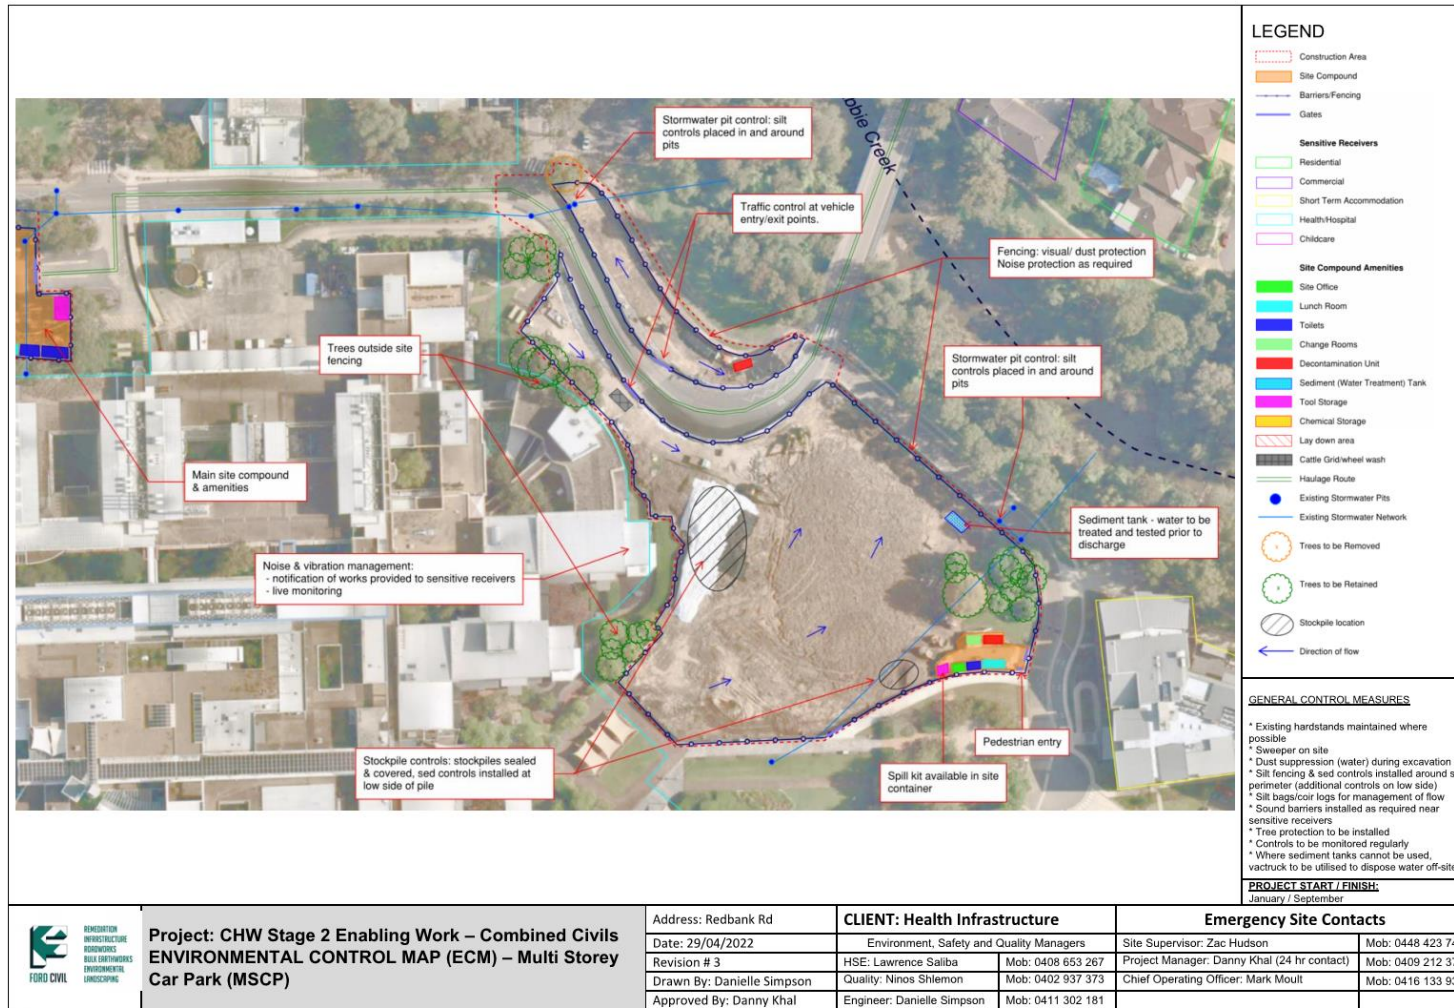 LEGEND
Construction Area
Site Compound
Barriers/Fencing
Gates
Sensitive Receivers
Residential
Commercial
Short Term Accommodation
Health/Hospital
Childcare
Site Compound Amenities
Site Office
Lunch Room
Toilets
Change Rooms
Decontamination Unit
Sediment (Water Treatment) Tank
Tool Storage
Chemical Storage
Lay down area
Cattle Grid/wheel wash
Haulage Route
Existing Stormwater Pits
Existing Stormwater Network
Trees to be Removed
Trees to be Retained
Stockpile location
Direction of flow
Stormwater pit control: silt
controls placed in and around
pits
Creek
Traffic control at vehicle
entry/exit points.
Fencing: visual/ dust protection
Noise protection as required
Trees outside site
fencing
Stormwater pit control: silt
controls placed in and around
pits
Main site compound
& amenities
Sediment tank - water to be
treated and tested prior to
discharge
Noise & vibration management:
- notification of works provided to sensitive receivers
- live monitoring
Pedestrian entry
Stockpile controls: stockpiles sealed
& covered, sed controls installed at
low side of pile
Spill kit available in site
container
GENERAL CONTROL MEASURES
* Existing hardstands maintained where
possible
* Sweeper on site
* Dust suppression (water) during excavation
* Silt fencing & sed controls installed around s
perimeter (additional controls on low side)
* Silt bags/coir logs for management of flow
* Sound barriers installed as required near
sensitive receivers
* Tree protection to be installed
* Controls to be monitored regularly
* Where sediment tanks cannot be used,
vactruck to be utilised to dispose water off-site
PROJECT START / FINISH:
January / September
FORD CIVIL
REMEDIATION
INFRASTRUCTURE
ROADWORKS
BULK EARTHWORKS
ENVIRONMENTAL
LANDSCAPING
Project: CHW Stage 2 Enabling Work – Combined Civils
ENVIRONMENTAL CONTROL MAP (ECM) – Multi Storey
Car Park (MSCP)
Address: Redbank Rd
Date: 29/04/2022
Revision # 3
Drawn By: Danielle Simpson
Approved By: Danny Khal
CLIENT: Health Infrastructure
Environment, Safety and Quality Managers
HSE: Lawrence Saliba Mob: 0408 653 267
Quality: Ninos Shlemon Mob: 0402 937 373
Engineer: Danielle Simpson Mob: 0411 302 181
Emergency Site Contacts
Site Supervisor: Zac Hudson Mob: 0448 423 74
Project Manager: Danny Khal (24 hr contact) Mob: 0409 212 37
Chief Operating Officer: Mark Moult Mob: 0416 133 93